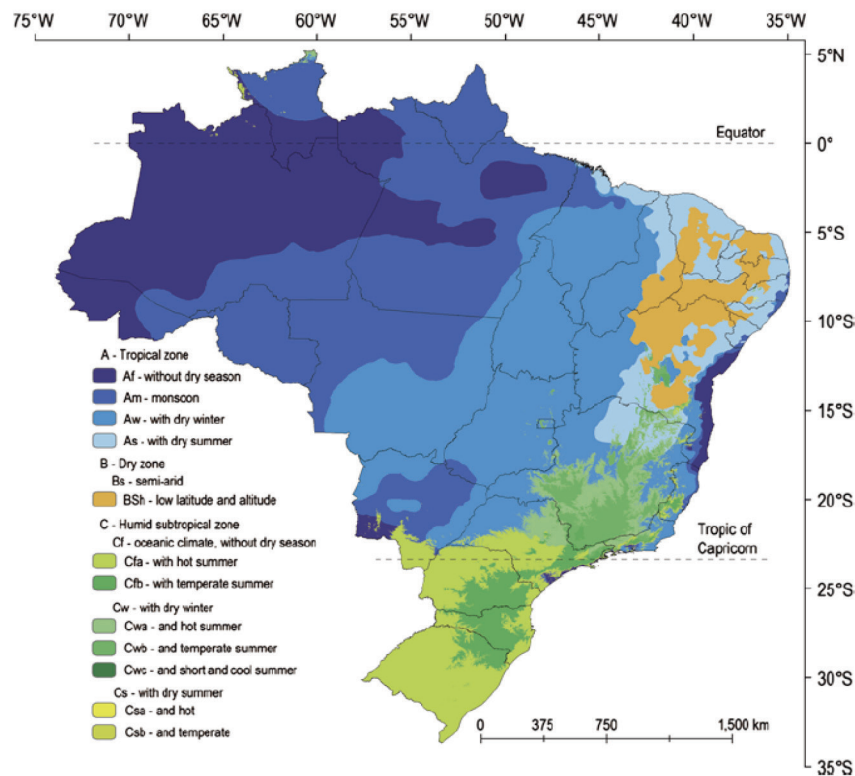 75°W 70°W 65°W 60°W 55°W 50°W 45°W 40°W 35°W
5°N
Equator
0°
5°S
10°S
A - Tropical zone
Af - without dry season
Am - monsoon
Aw - with dry winter
As - with dry summer
15°S
B - Dry zone
Bs - semi-arid
BSh - low latitude and altitude
20°S
C - Humid subtropical zone
Cf - oceanic climate, without dry season
Cfa - with hot summer
Cfb - with temperate summer
Tropic of
Capricorn
25°S
Cw - with dry winter
Cwa - and hot summer
Cwb - and temperate summer
Cwc - and short and cool summer
30°S
Cs - with dry summer
Csa - and hot
Csb - and temperate
0 375 750 1,500 km
35°S